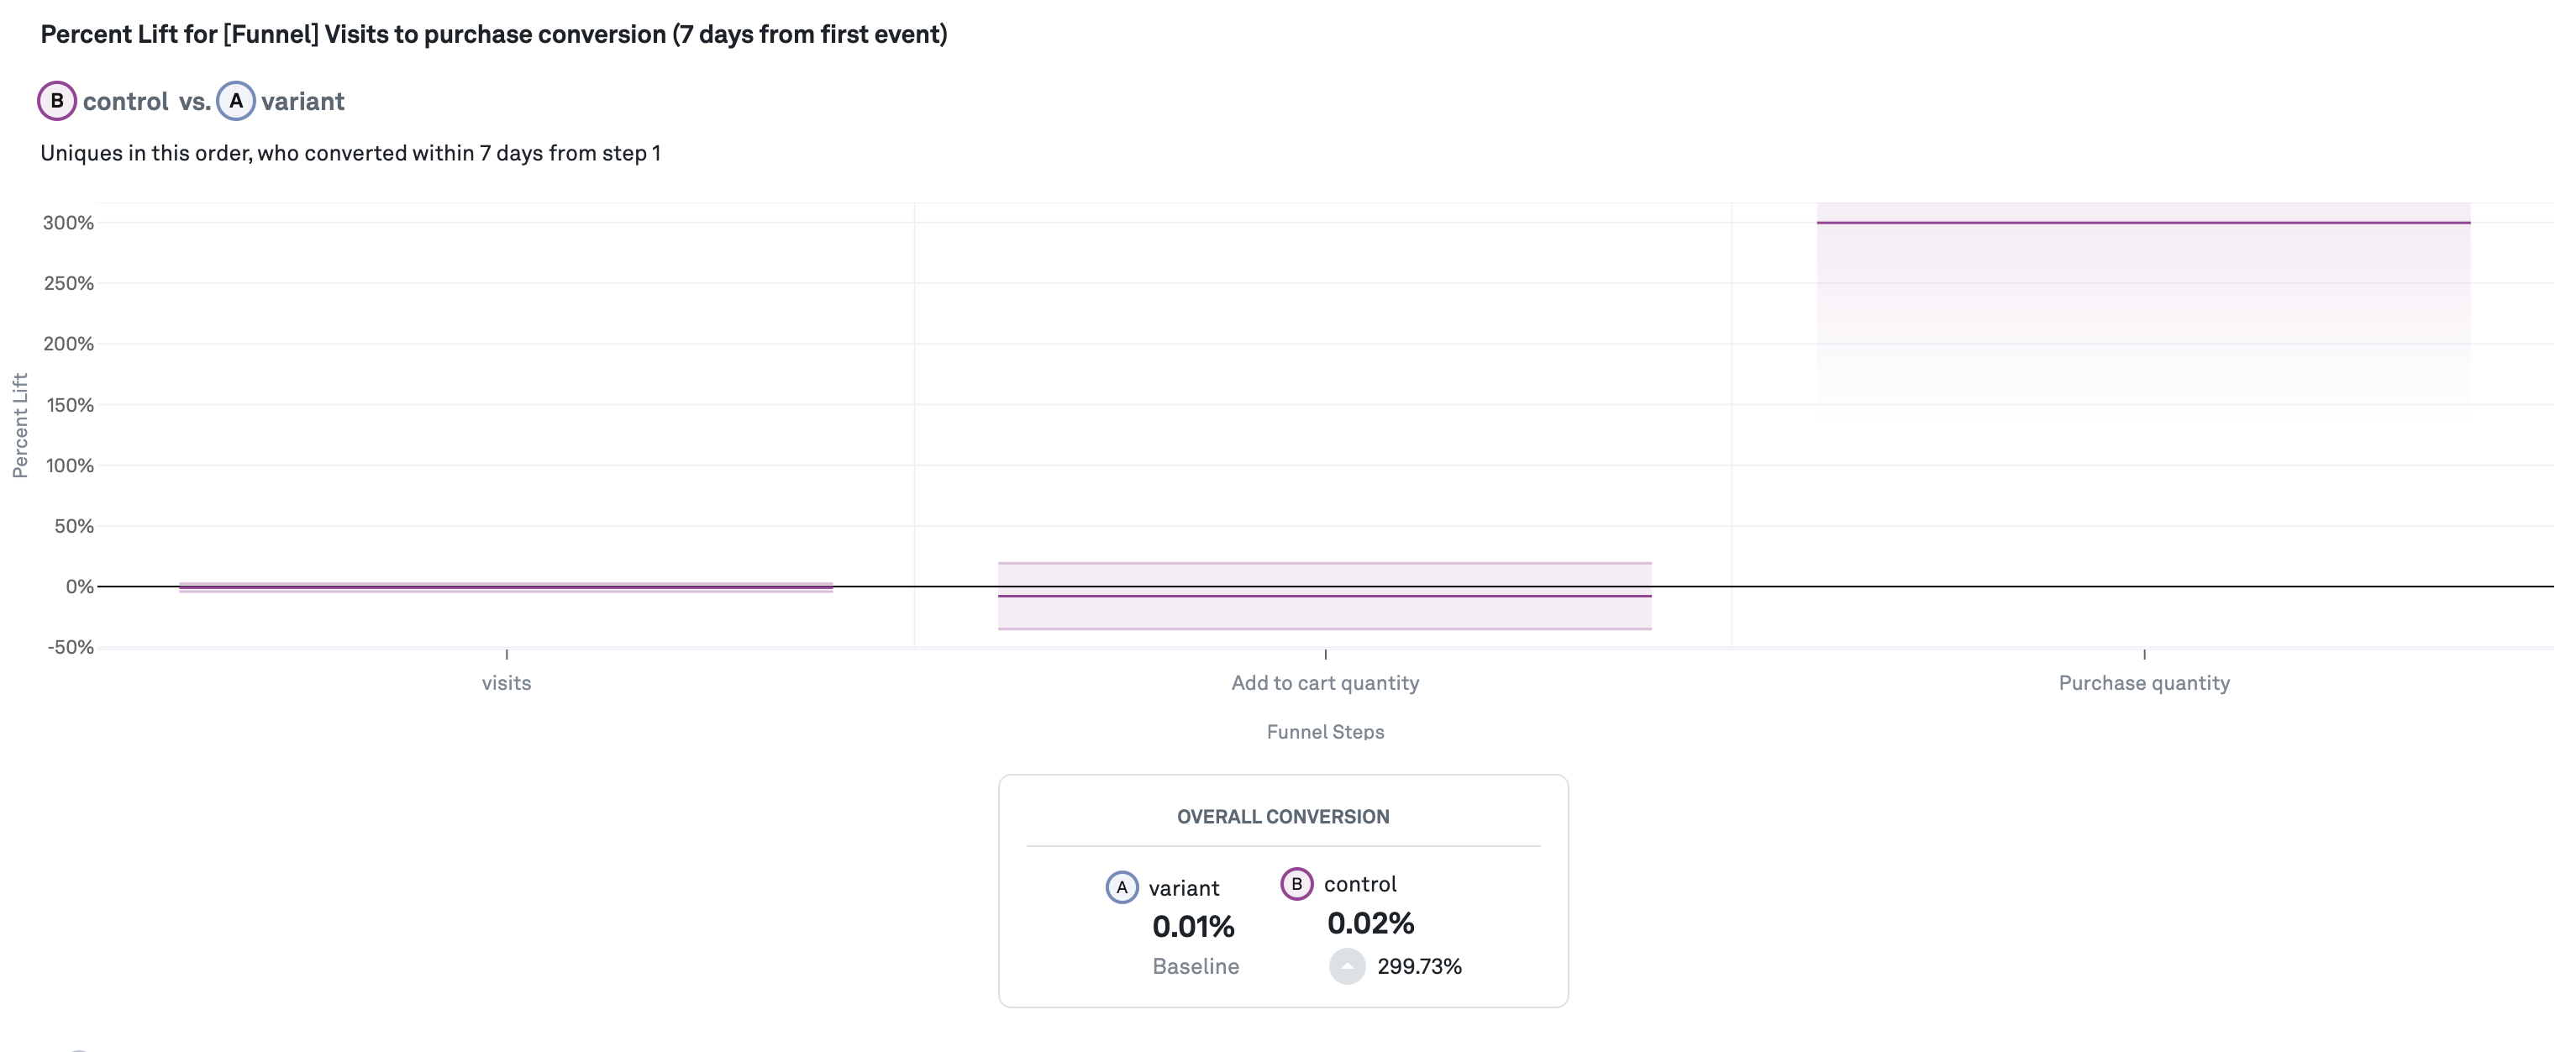 Percent Lift for [Funnel] Visits to purchase conversion (7 days from first event)
B control vs. A variant
Uniques in this order, who converted within 7 days from step 1
300%
250%
200%
150%
100%
50%
0%
-50%
Percent Lift
visits
Add to cart quantity
Purchase quantity
Funnel Steps
OVERALL CONVERSION
A variant
0.01%
Baseline
B control
0.02%
299.73%